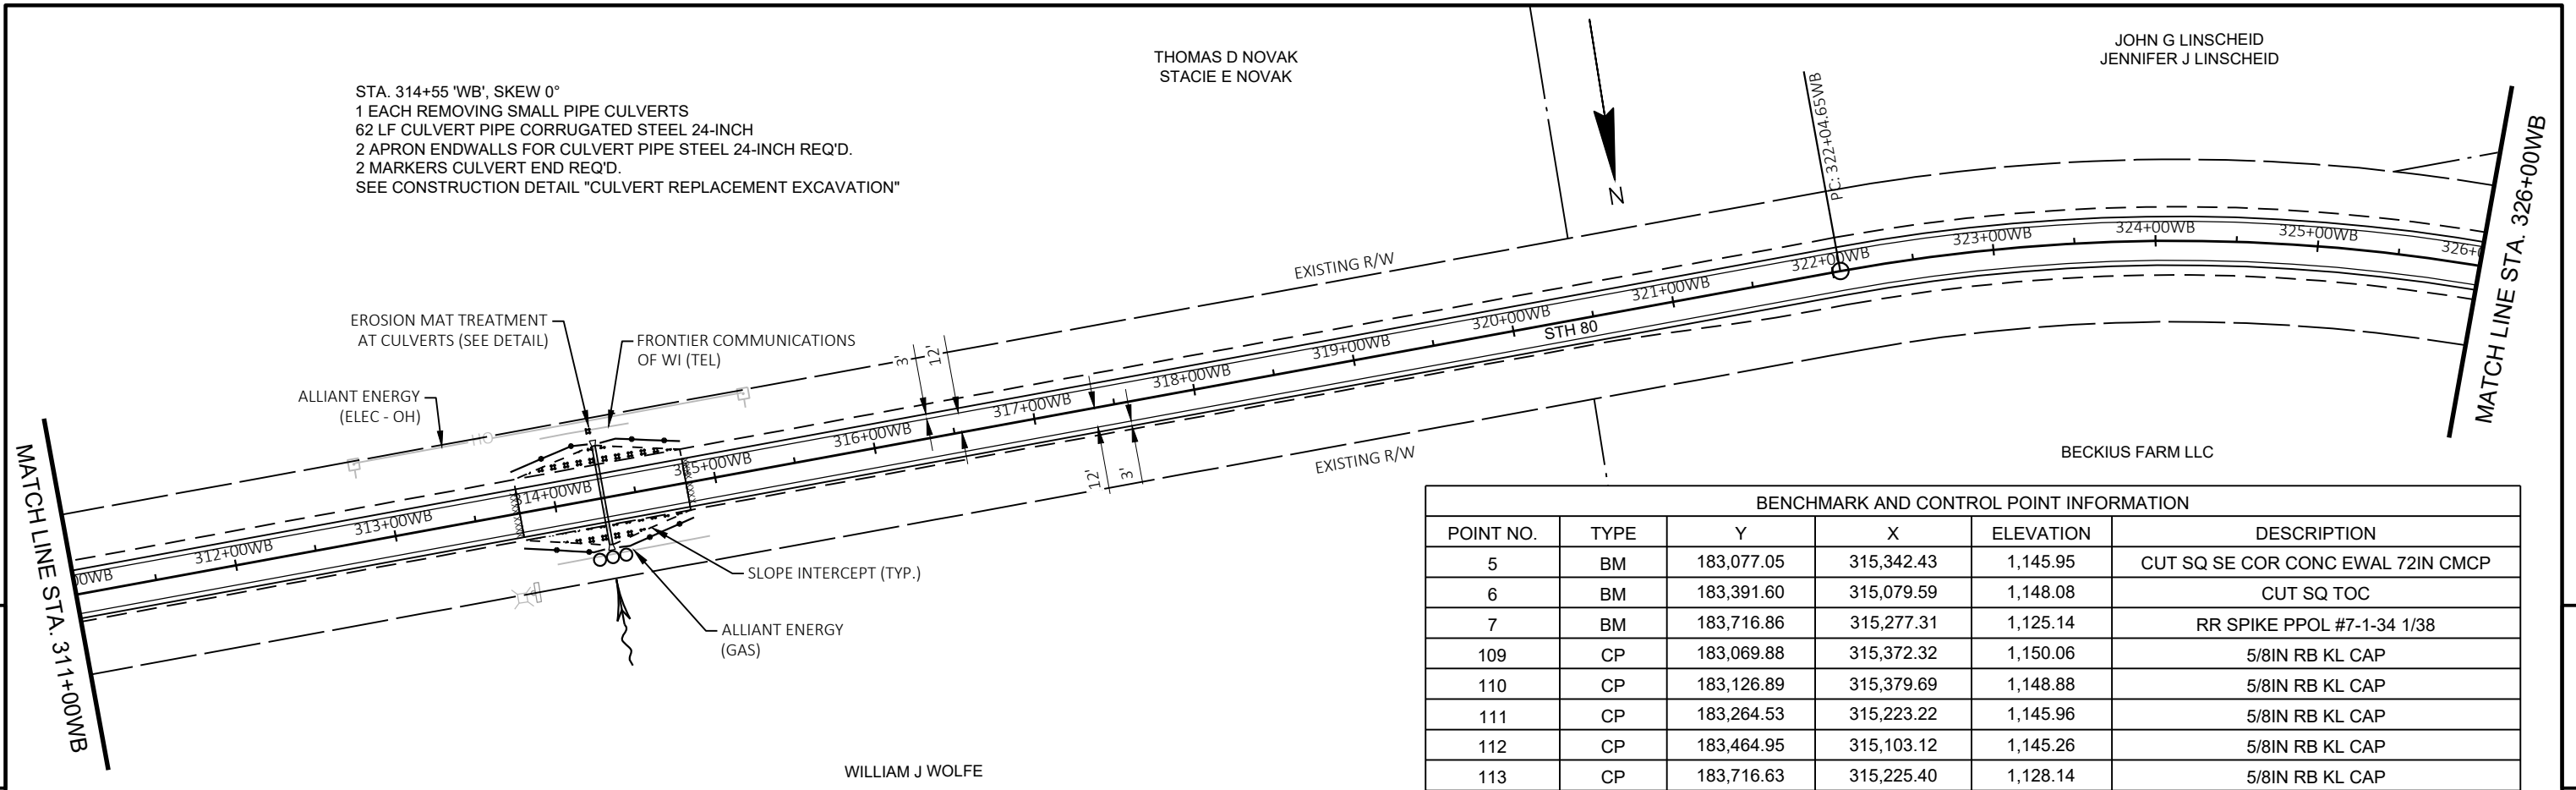 THOMAS D NOVAK
STACIE E NOVAK
JOHN G LINSCHEID
JENNIFER J LINSCHEID
STA. 314+55 'WB', SKEW 0°
1 EACH REMOVING SMALL PIPE CULVERTS
62 LF CULVERT PIPE CORRUGATED STEEL 24-INCH
2 APRON ENDWALLS FOR CULVERT PIPE STEEL 24-INCH REQ'D.
2 MARKERS CULVERT END REQ'D.
SEE CONSTRUCTION DETAIL "CULVERT REPLACEMENT EXCAVATION"
N
PC: 322+04.65WB
MATCH LINE STA. 326+00WB
EXISTING R/W
EROSION MAT TREATMENT
AT CULVERTS (SEE DETAIL)
FRONTIER COMMUNICATIONS
OF WI (TEL)
ALLIANT ENERGY
(ELEC - OH)
OH
3'
12'
MATCH LINE STA. 311+00WB
00WB
312+00WB
313+00WB
314+00WB
315+00WB
316+00WB
317+00WB
318+00WB
319+00WB
320+00WB
321+00WB
322+00WB
323+00WB
324+00WB
325+00WB
326+0
STH 80
12'
3'
EXISTING R/W
SLOPE INTERCEPT (TYP.)
ALLIANT ENERGY
(GAS)
WILLIAM J WOLFE
BECKIUS FARM LLC
BENCHMARK AND CONTROL POINT INFORMATION
POINT NO. TYPE Y X ELEVATION DESCRIPTION
5 BM 183,077.05 315,342.43 1,145.95 CUT SQ SE COR CONC EWAL 72IN CMCP
6 BM 183,391.60 315,079.59 1,148.08 CUT SQ TOC
7 BM 183,716.86 315,277.31 1,125.14 RR SPIKE PPOL #7-1-34 1/38
109 CP 183,069.88 315,372.32 1,150.06 5/8IN RB KL CAP
110 CP 183,126.89 315,379.69 1,148.88 5/8IN RB KL CAP
111 CP 183,264.53 315,223.22 1,145.96 5/8IN RB KL CAP
112 CP 183,464.95 315,103.12 1,145.26 5/8IN RB KL CAP
113 CP 183,716.63 315,225.40 1,128.14 5/8IN RB KL CAP